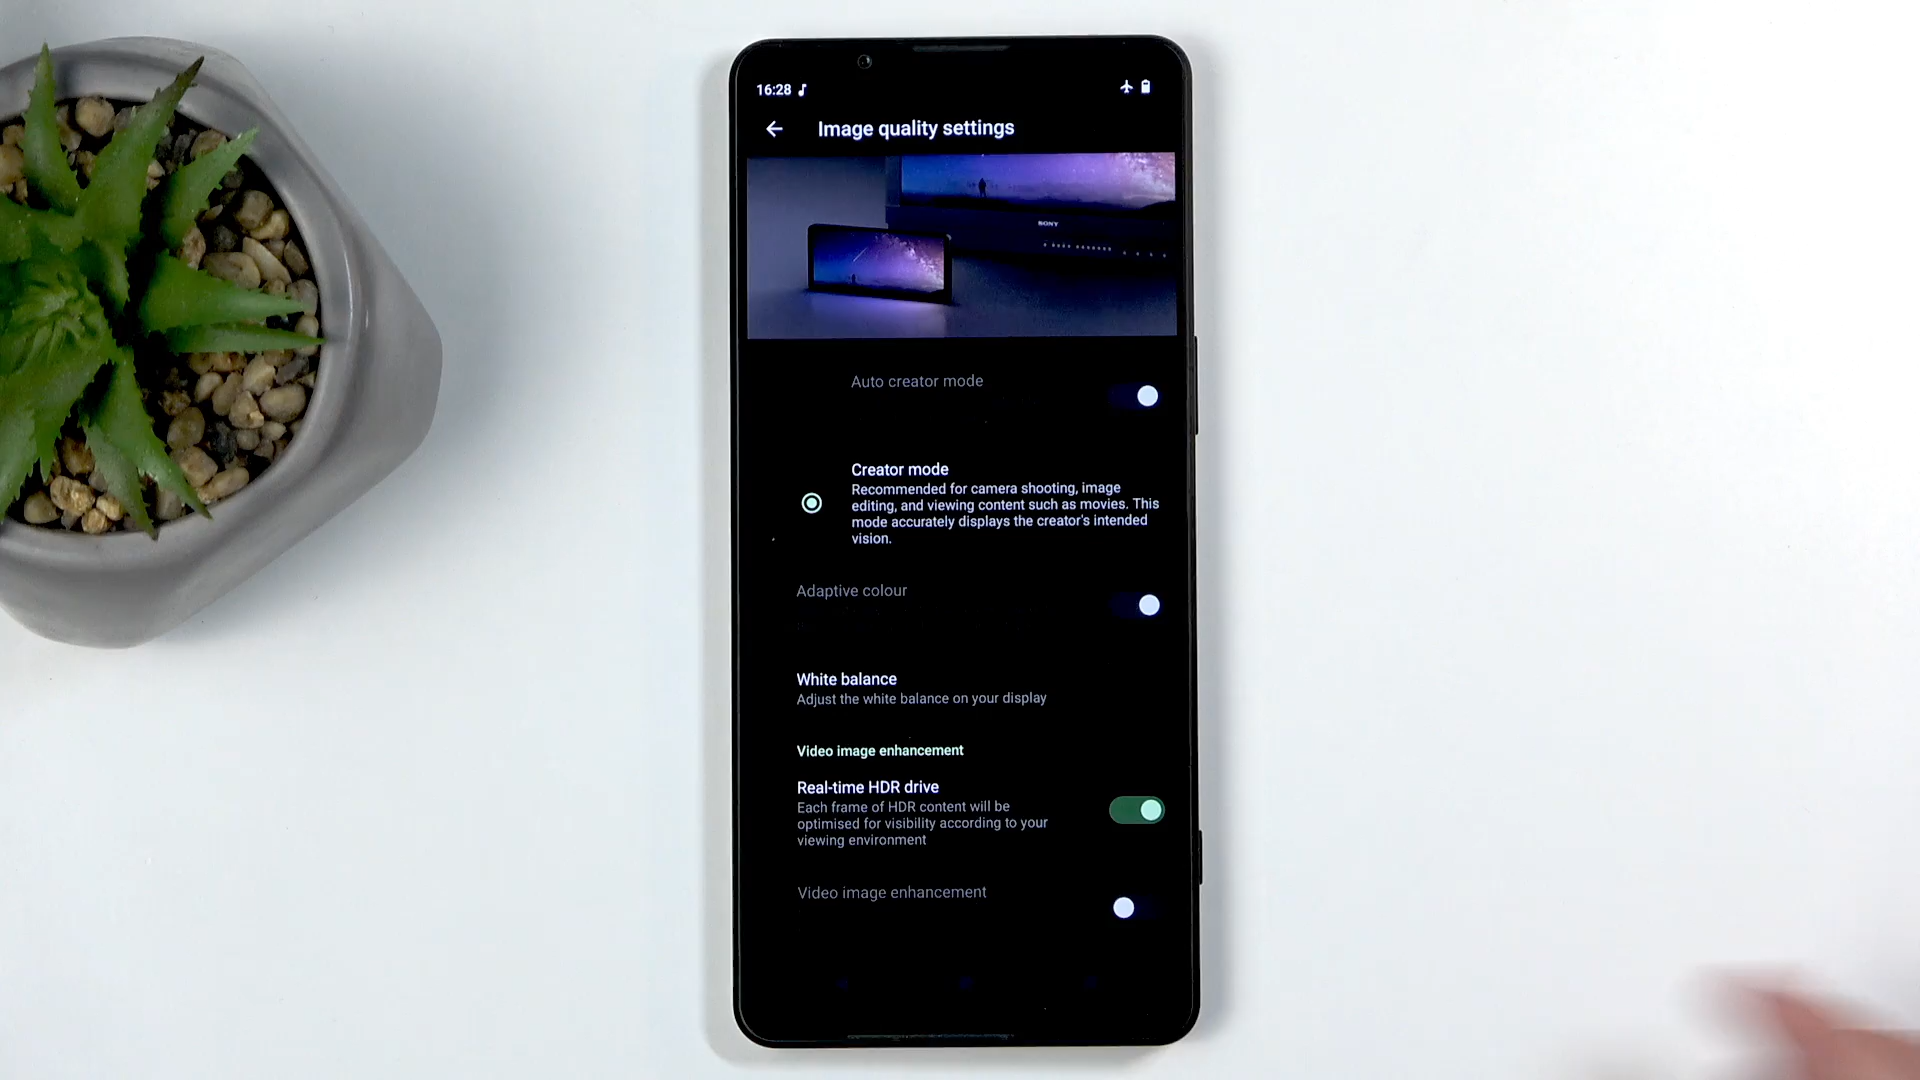 16:28
Image quality settings
SONY
Auto creator mode
Creator mode
Recommended for camera shooting, image
editing, and viewing content such as movies. This
mode accurately displays the creator's intended
vision.
Adaptive colour
White balance
Adjust the white balance on your display
Video image enhancement
Real-time HDR drive
Each frame of HDR content will be
optimised for visibility according to your
viewing environment
Video image enhancement